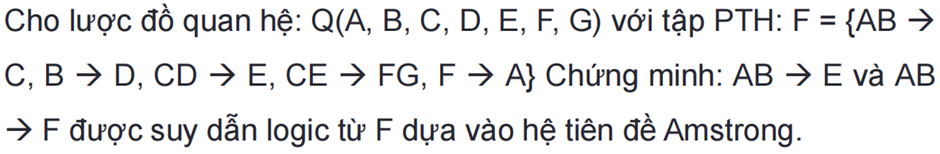 Cho lược đồ quan hệ: Q(A, B, C, D, E, F, G) với tập PTH: F = {AB →
C, B → D, CD → E, CE → FG, F → A} Chứng minh: AB → E và AB
→ F được suy dẫn logic từ F dựa vào hệ tiên đề Amstrong.